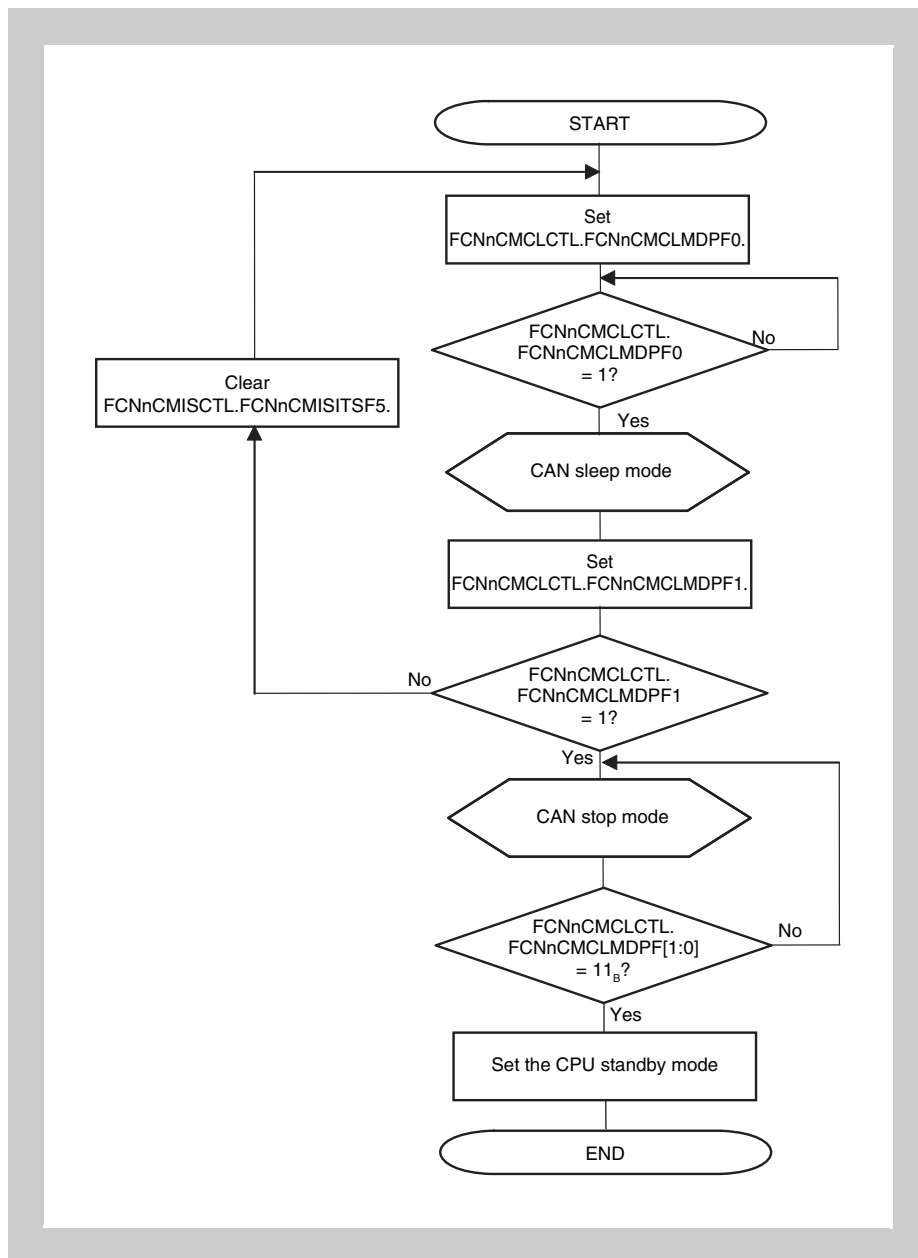 START
Set
FCNnCMCLCTL.FCNnCMCLMDPF0.
FCNnCMCLCTL.
FCNnCMCLMDPF0
= 1?
No
Clear
FCNnCMISCTL.FCNnCMISITSF5.
Yes
CAN sleep mode
Set
FCNnCMCLCTL.FCNnCMCLMDPF1.
No
FCNnCMCLCTL.
FCNnCMCLMDPF1
= 1?
Yes
CAN stop mode
FCNnCMCLCTL.
FCNnCMCLMDPF[1:0]
= 11B?
No
Yes
Set the CPU standby mode
END